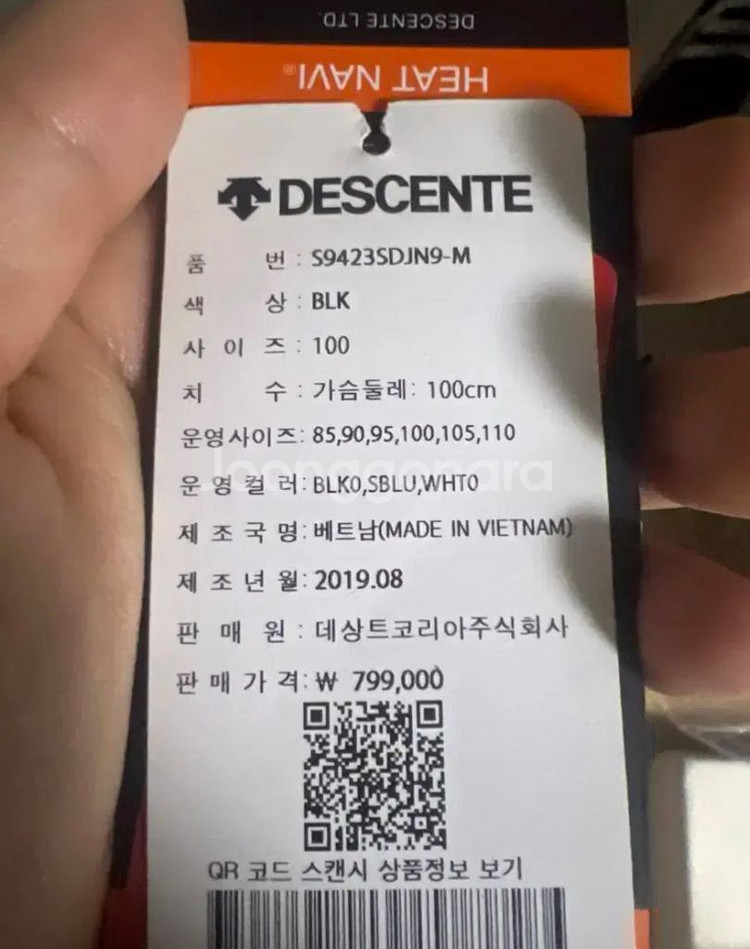 DESCENTE LTD.
HEAT NAVI®
DESCENTE
품 번 : S9423SDJN9-M
색 상 : BLK
사 이 즈 : 100
치 수 : 가슴둘레: 100cm
운영사이즈: 85,90,95,100,105,110
Joonggonara
운 영 컬 러: BLK0,SBLU,WHT0
제 조 국 명: 베트남(MADE IN VIETNAM)
제 조 년 월: 2019.08
판 매 원 : 데상트코리아주식회사
판 매 가 격: ₩ 799,000
QR 코드 스캔시 상품정보 보기